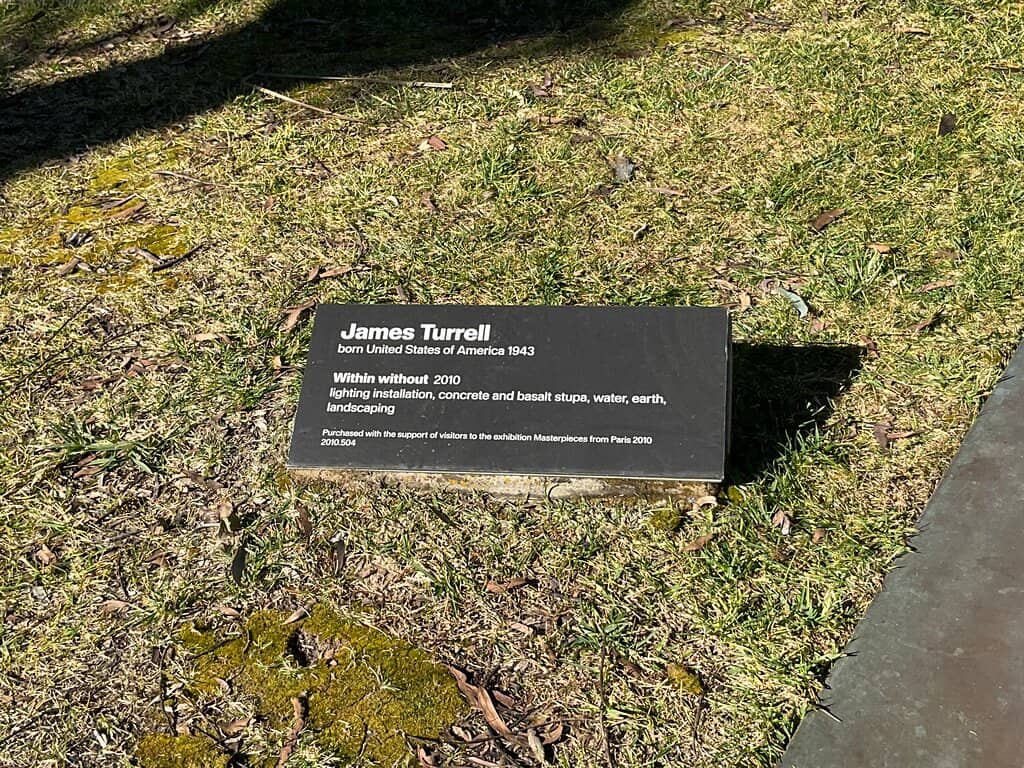 James Turrell
born United States of America 1943
Within without 2010
lighting installation, concrete and basalt stupa, water, earth,
landscaping
Purchased with the support of visitors to the exhibition Masterpieces from Paris 2010
2010.504